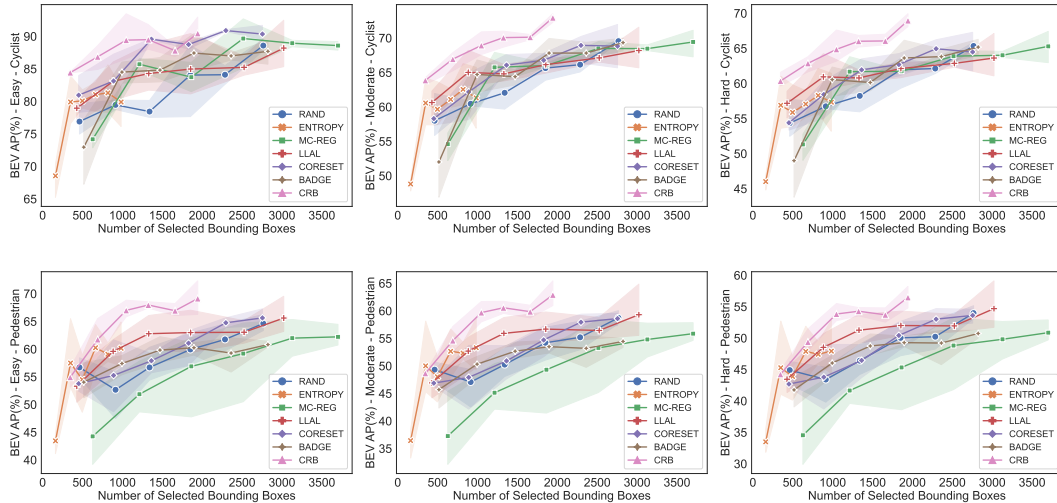 BEV AP(%) - Easy - Cyclist
90
85
80
75
70
65
0 500 1000 1500 2000 2500 3000 3500
Number of Selected Bounding Boxes
RAND
ENTROPY
MC-REG
LLAL
CORESET
BADGE
CRB
BEV AP(%) - Moderate - Cyclist
75
70
65
60
55
50
0 500 1000 1500 2000 2500 3000 3500
Number of Selected Bounding Boxes
RAND
ENTROPY
MC-REG
LLAL
CORESET
BADGE
CRB
BEV AP(%) - Hard - Cyclist
70
65
60
55
50
45
0 500 1000 1500 2000 2500 3000 3500
Number of Selected Bounding Boxes
RAND
ENTROPY
MC-REG
LLAL
CORESET
BADGE
CRB
BEV AP(%) - Easy - Pedestrian
70
65
60
55
50
45
40
0 500 1000 1500 2000 2500 3000 3500
Number of Selected Bounding Boxes
RAND
ENTROPY
MC-REG
LLAL
CORESET
BADGE
CRB
BEV AP(%) - Moderate - Pedestrian
65
60
55
50
45
40
35
0 500 1000 1500 2000 2500 3000 3500
Number of Selected Bounding Boxes
RAND
ENTROPY
MC-REG
LLAL
CORESET
BADGE
CRB
BEV AP(%) - Hard - Pedestrian
60
55
50
45
40
35
30
0 500 1000 1500 2000 2500 3000 3500
Number of Selected Bounding Boxes
RAND
ENTROPY
MC-REG
LLAL
CORESET
BADGE
CRB